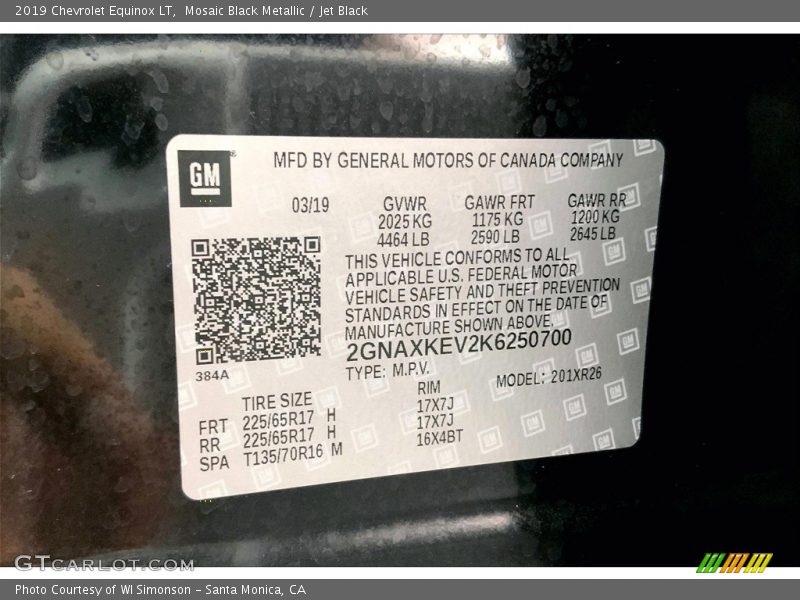 2019 Chevrolet Equinox LT, Mosaic Black Metallic / Jet Black
GM
MFD BY GENERAL MOTORS OF CANADA COMPANY
03/19 GVWR GAWR FRT GAWR RR
2025 KG 1175 KG 1200 KG
4464 LB 2590 LB 2645 LB
THIS VEHICLE CONFORMS TO ALL
APPLICABLE U.S. FEDERAL MOTOR
VEHICLE SAFETY AND THEFT PREVENTION
STANDARDS IN EFFECT ON THE DATE OF
MANUFACTURE SHOWN ABOVE.
2GNAXKEV2K6250700
384A
TYPE: M.P.V. MODEL: 201XR26
TIRE SIZE RIM
FRT 225/65R17 H 17X7J
RR 225/65R17 H 17X7J
SPA T135/70R16 M 16X4BT
GTCARLOT.COM
Photo Courtesy of WI Simonson - Santa Monica, CA